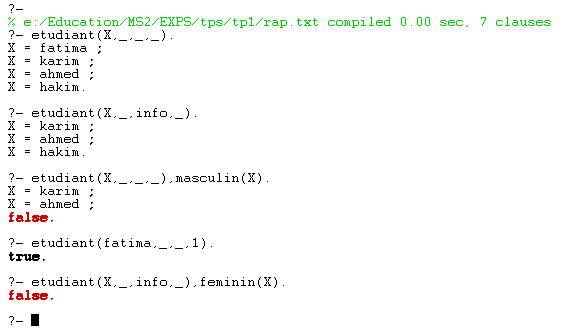 ?-
% e:/Education/MS2/EXPS/tps/tp1/rap.txt compiled 0.00 sec, 7 clauses
?- etudiant(X,_,_,_).
X = fatima ;
X = karim ;
X = ahmed ;
X = hakim.
?- etudiant(X,_,info,_).
X = karim ;
X = ahmed ;
X = hakim.
?- etudiant(X,_,_,_),masculin(X).
X = karim ;
X = ahmed ;
false.
?- etudiant(fatima,_,_,1).
true.
?- etudiant(X,_,info,_),feminin(X).
false.
?-